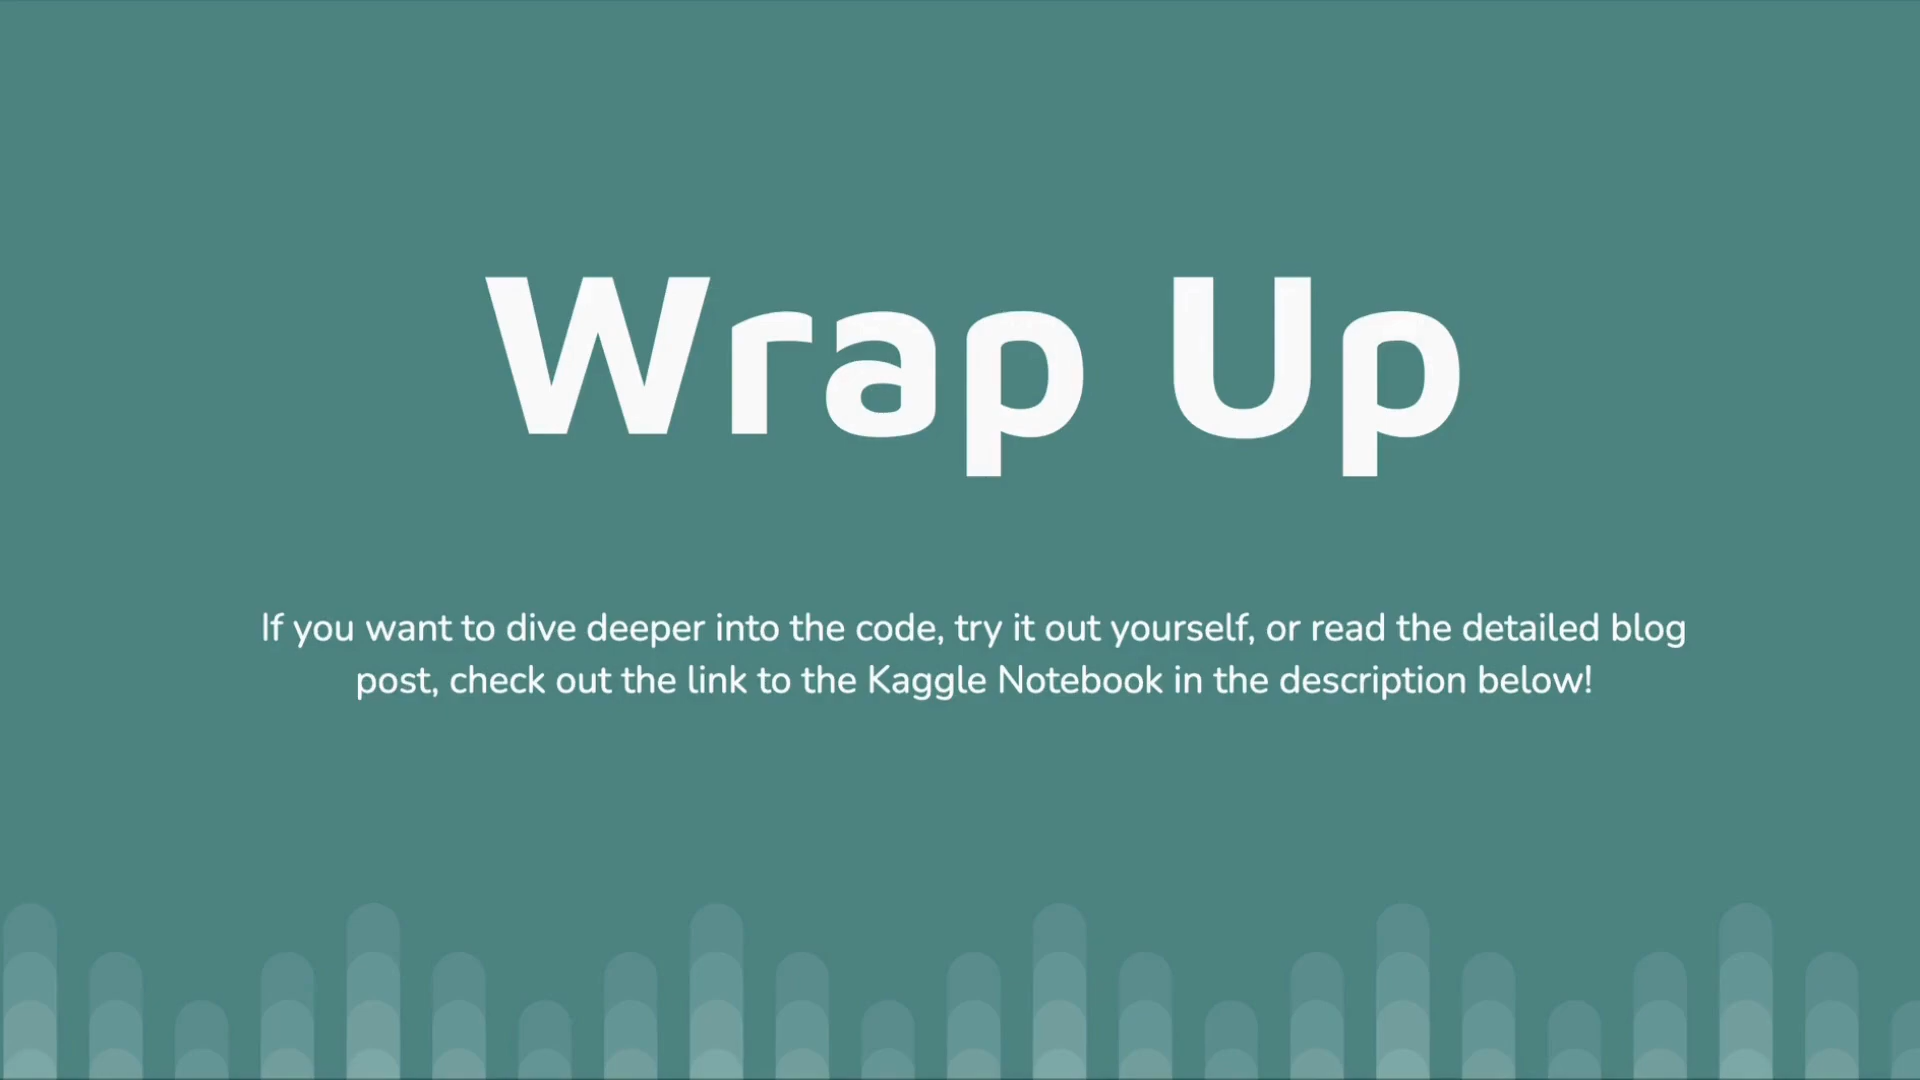 Wrap Up
If you want to dive deeper into the code, try it out yourself, or read the detailed blog
post, check out the link to the Kaggle Notebook in the description below!